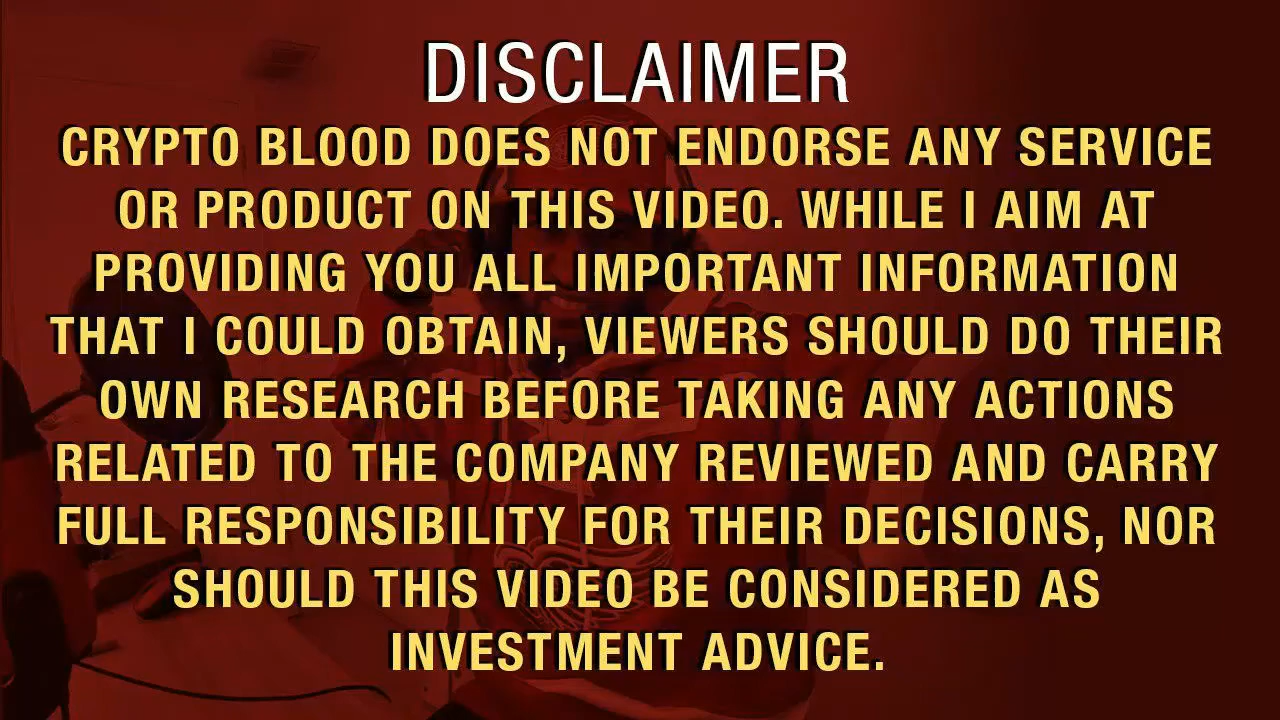 DISCLAIMER
CRYPTO BLOOD DOES NOT ENDORSE ANY SERVICE
OR PRODUCT ON THIS VIDEO. WHILE I AIM AT
PROVIDING YOU ALL IMPORTANT INFORMATION
THAT I COULD OBTAIN, VIEWERS SHOULD DO THEIR
OWN RESEARCH BEFORE TAKING ANY ACTIONS
RELATED TO THE COMPANY REVIEWED AND CARRY
FULL RESPONSIBILITY FOR THEIR DECISIONS, NOR
SHOULD THIS VIDEO BE CONSIDERED AS
INVESTMENT ADVICE.